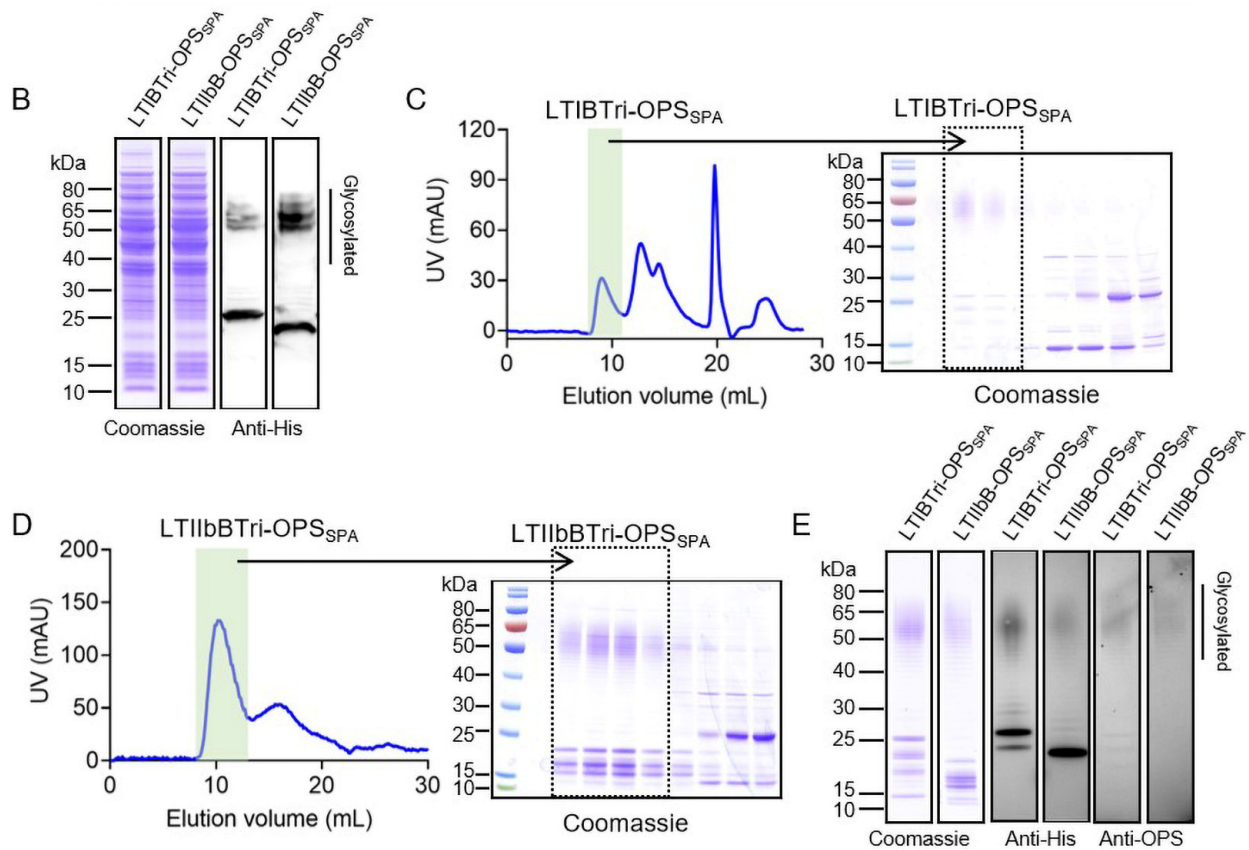 B
LTIBTri-OPSSPA
LTIIbB-OPSSPA
LTIBTri-OPSSPA
LTIIbB-OPSSPA
kDa
80
65
50
40
30
25
15
10
Glycosylated
Coomassie
Anti-His
C
LTIBTri-OPSSPA
UV (mAU)
120
90
60
30
0
0
10
20
30
Elution volume (mL)
LTIBTri-OPSSPA
kDa
80
65
50
40
30
25
15
10
Coomassie
D
LTIIbBTri-OPSSPA
UV (mAU)
200
150
100
50
0
0
10
20
30
Elution volume (mL)
LTIIbBTri-OPSSPA
kDa
80
65
50
40
30
25
15
10
Coomassie
E
LTIBTri-OPSSPA
LTIIbB-OPSSPA
LTIBTri-OPSSPA
LTIIbB-OPSSPA
LTIBTri-OPSSPA
LTIIbB-OPSSPA
kDa
80
65
50
40
30
25
15
10
Glycosylated
Coomassie
Anti-His
Anti-OPS